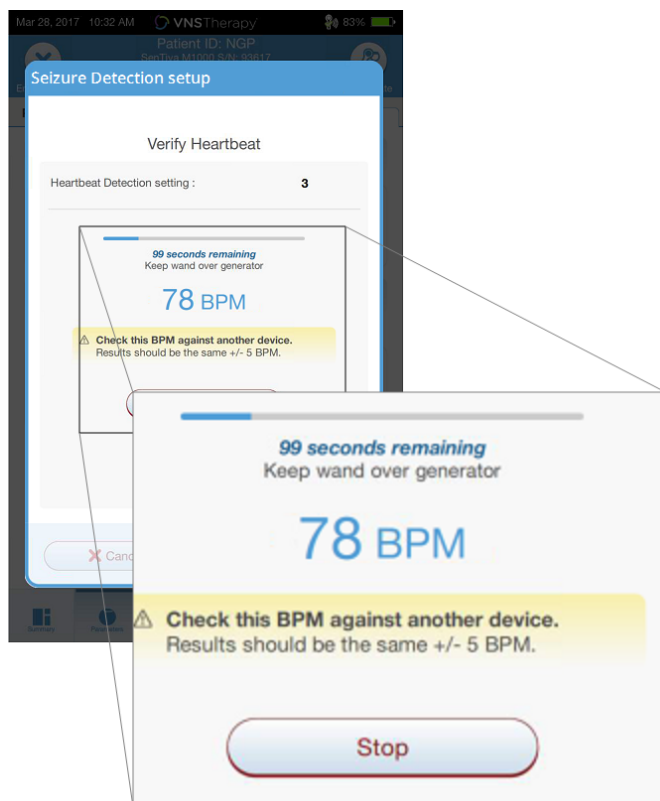 Mar 28, 2017 10:32 AM VNSTherapy 83%
Patient ID: NGP
SenTiva M1000 S/N: 93617
Seizure Detection setup
Verify Heartbeat
Heartbeat Detection setting : 3
99 seconds remaining
Keep wand over generator
78 BPM
Check this BPM against another device.
Results should be the same +/- 5 BPM.
Canc
Summary Parameters
99 seconds remaining
Keep wand over generator
78 BPM
Check this BPM against another device.
Results should be the same +/- 5 BPM.
Stop